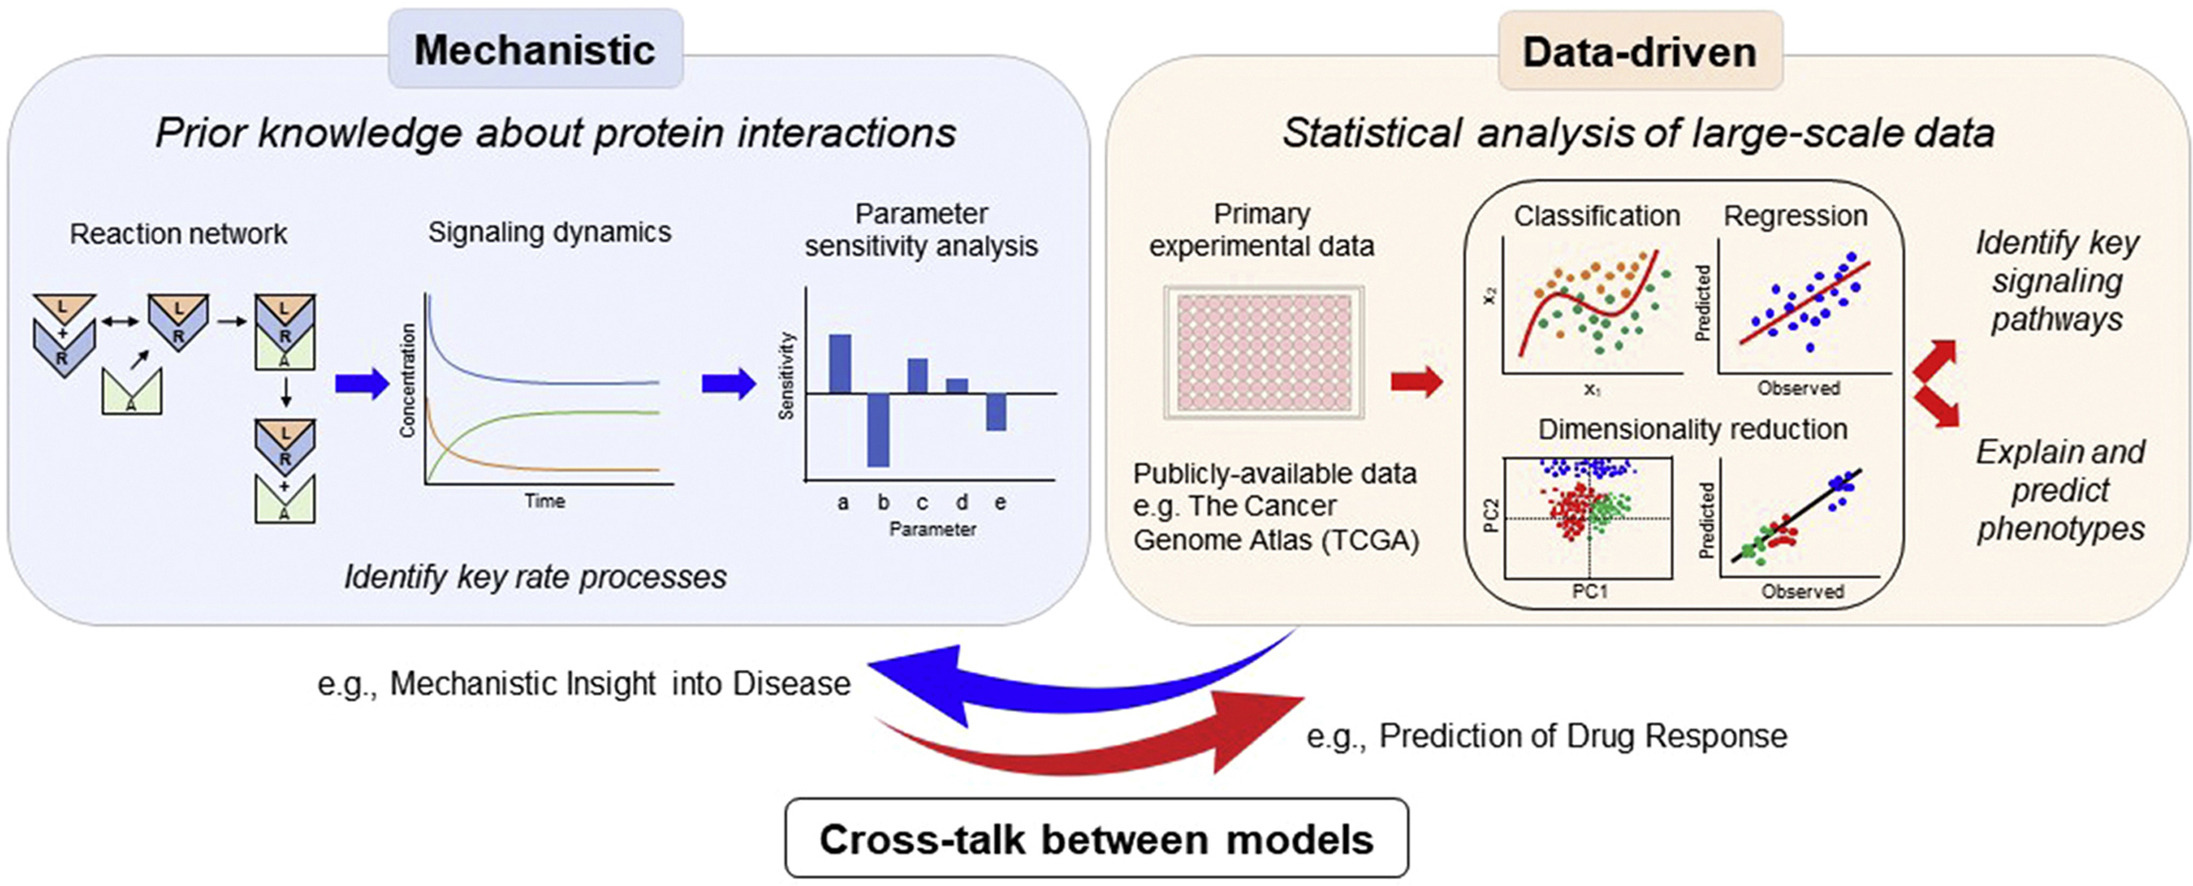 Mechanistic
Prior knowledge about protein interactions
Reaction network
L
+
R
A
L
R
L
R
A
L
R
+
A
Signaling dynamics
Concentration
Time
Parameter
sensitivity analysis
Sensitivity
a b c d e
Parameter
Identify key rate processes
Data-driven
Statistical analysis of large-scale data
Primary
experimental data
Publicly-available data
e.g. The Cancer
Genome Atlas (TCGA)
Classification
x₂
x₁
Regression
Predicted
Observed
Dimensionality reduction
PC2
PC1
Predicted
Observed
Identify key
signaling
pathways
Explain and
predict
phenotypes
e.g., Mechanistic Insight into Disease
e.g., Prediction of Drug Response
Cross-talk between models